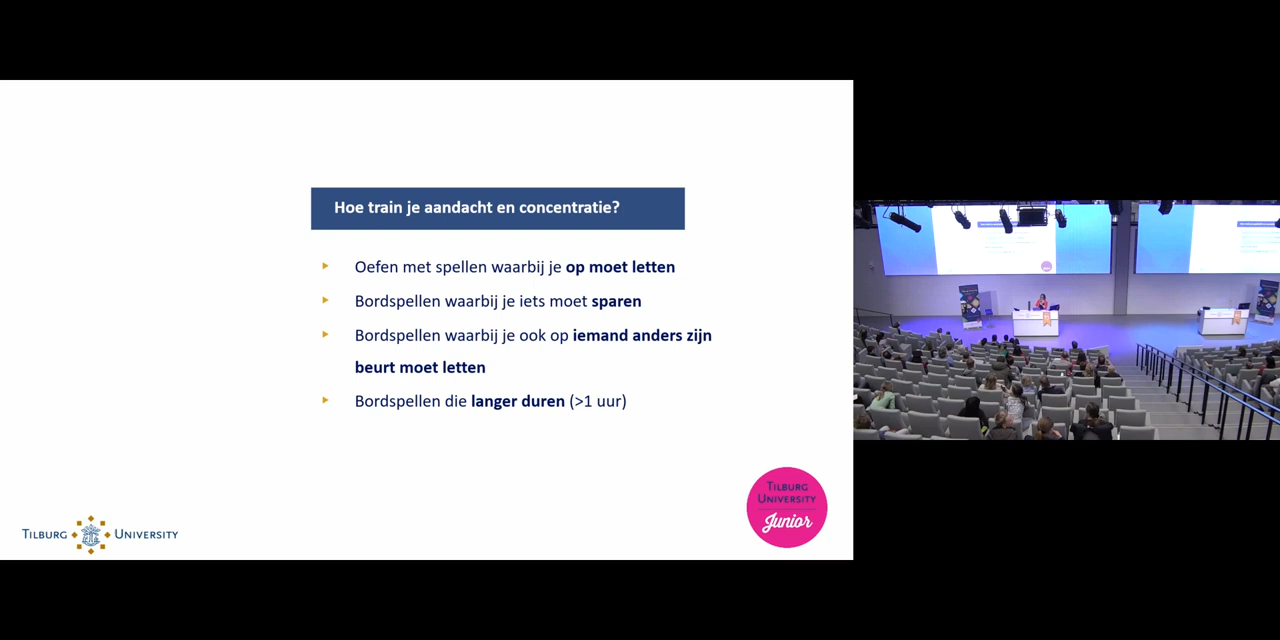 Hoe train je aandacht en concentratie?
Oefen met spellen waarbij je op moet letten
Bordspellen waarbij je iets moet sparen
Bordspellen waarbij je ook op iemand anders zijn
beurt moet letten
Bordspellen die langer duren (>1 uur)
TILBURG
UNIVERSITY
Junior
TILBURG UNIVERSITY